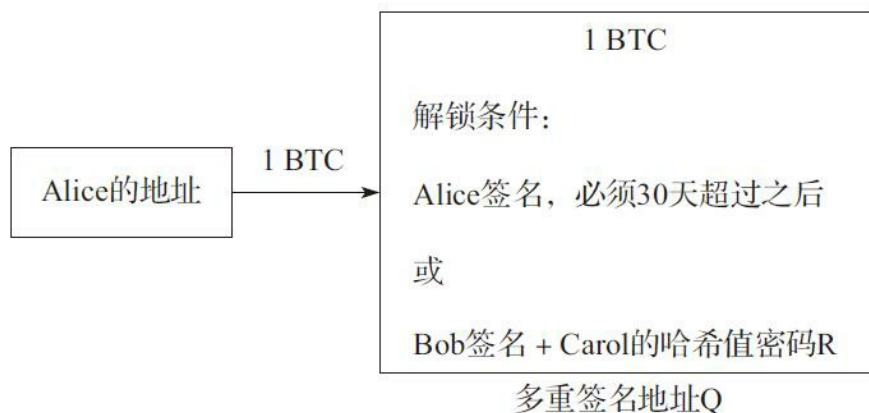 1 BTC
解锁条件：
Alice的地址
1 BTC
Alice签名，必须30天超过之后
或
Bob签名 + Carol的哈希值密码R
多重签名地址Q